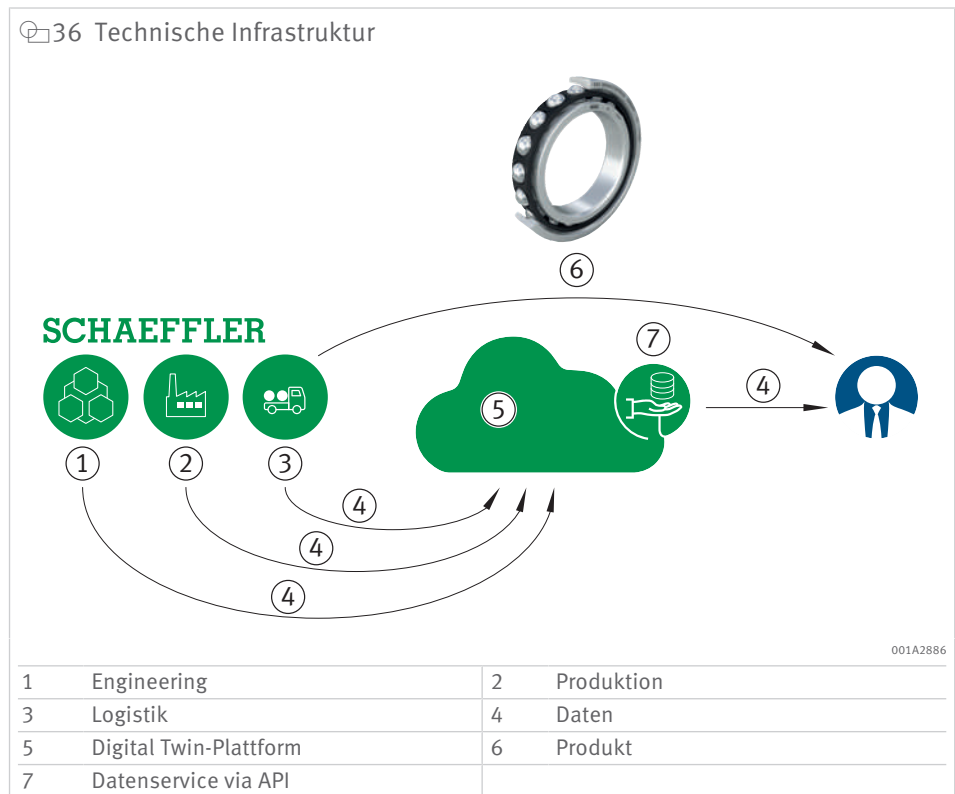 36 Technische Infrastruktur
6
SCHAEFFLER
7
4
5
1
2
3
4
4
4
001A2886
1 Engineering 2 Produktion
3 Logistik 4 Daten
5 Digital Twin-Plattform 6 Produkt
7 Datenservice via API